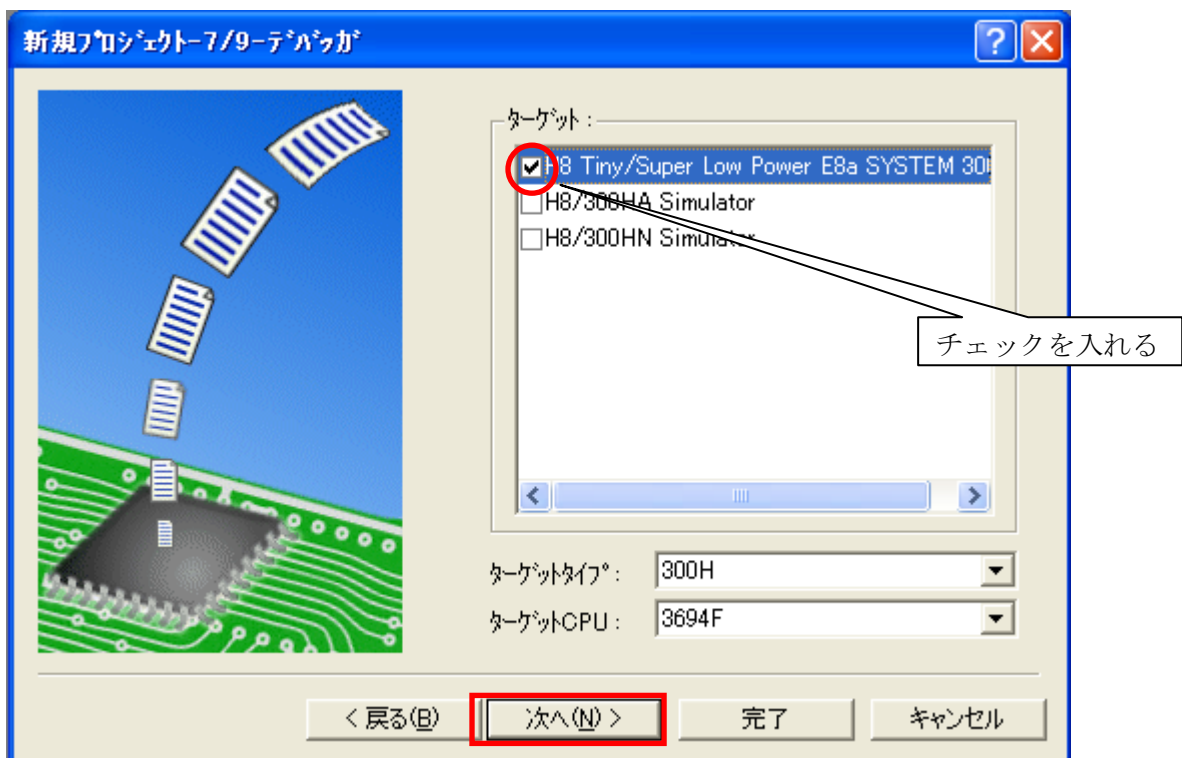 新規プロジェクト-7/9-デバッガ
ターゲット :
H8 Tiny/Super Low Power E8a SYSTEM 30
H8/300HA Simulator
H8/300HN Simulator
チェックを入れる
ターゲットタイプ : 300H
ターゲットCPU : 3694F
< 戻る(B) 次へ(N) > 完了 キャンセル